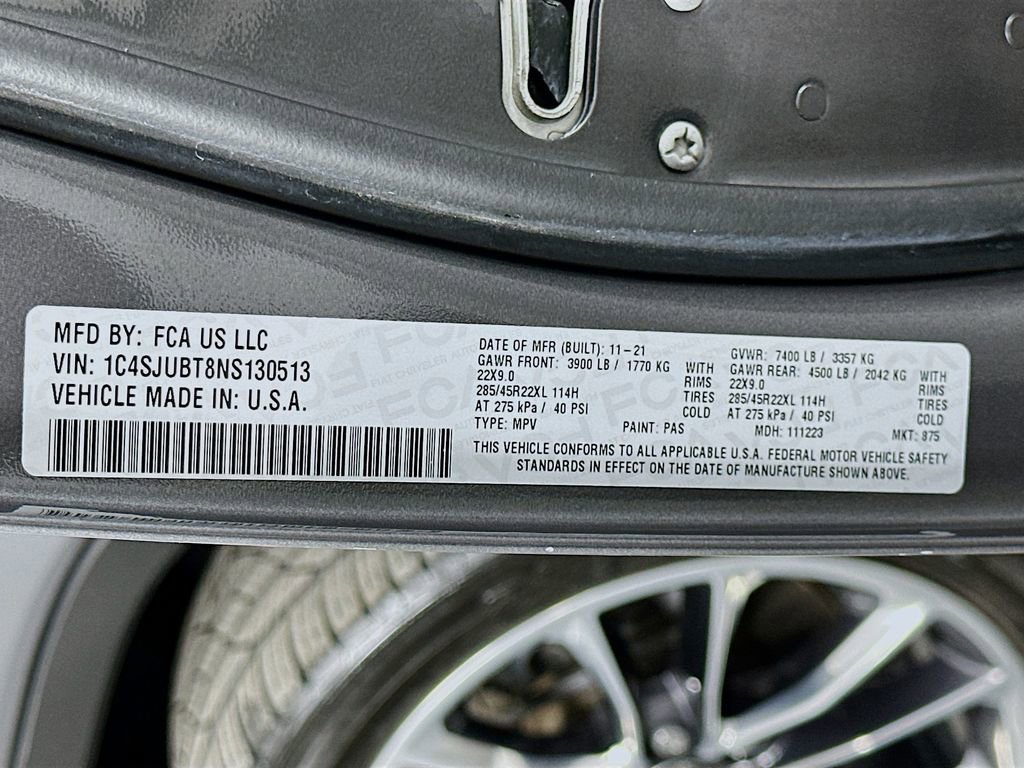 MFD BY: FCA US LLC
VIN: 1C4SJUBT8NS130513
VEHICLE MADE IN: U.S.A.
DATE OF MFR (BUILT): 11-21
GAWR FRONT: 3900 LB / 1770 KG WITH
22X9.0 RIMS
285/45R22XL 114H TIRES
AT 275 kPa / 40 PSI COLD
TYPE: MPV PAINT: PAS
GVWR: 7400 LB / 3357 KG
GAWR REAR: 4500 LB / 2042 KG WITH
22X9.0 RIMS
285/45R22XL 114H TIRES
AT 275 kPa / 40 PSI COLD
MDH: 111223 MKT: 875
THIS VEHICLE CONFORMS TO ALL APPLICABLE U.S.A. FEDERAL MOTOR VEHICLE SAFETY
STANDARDS IN EFFECT ON THE DATE OF MANUFACTURE SHOWN ABOVE.